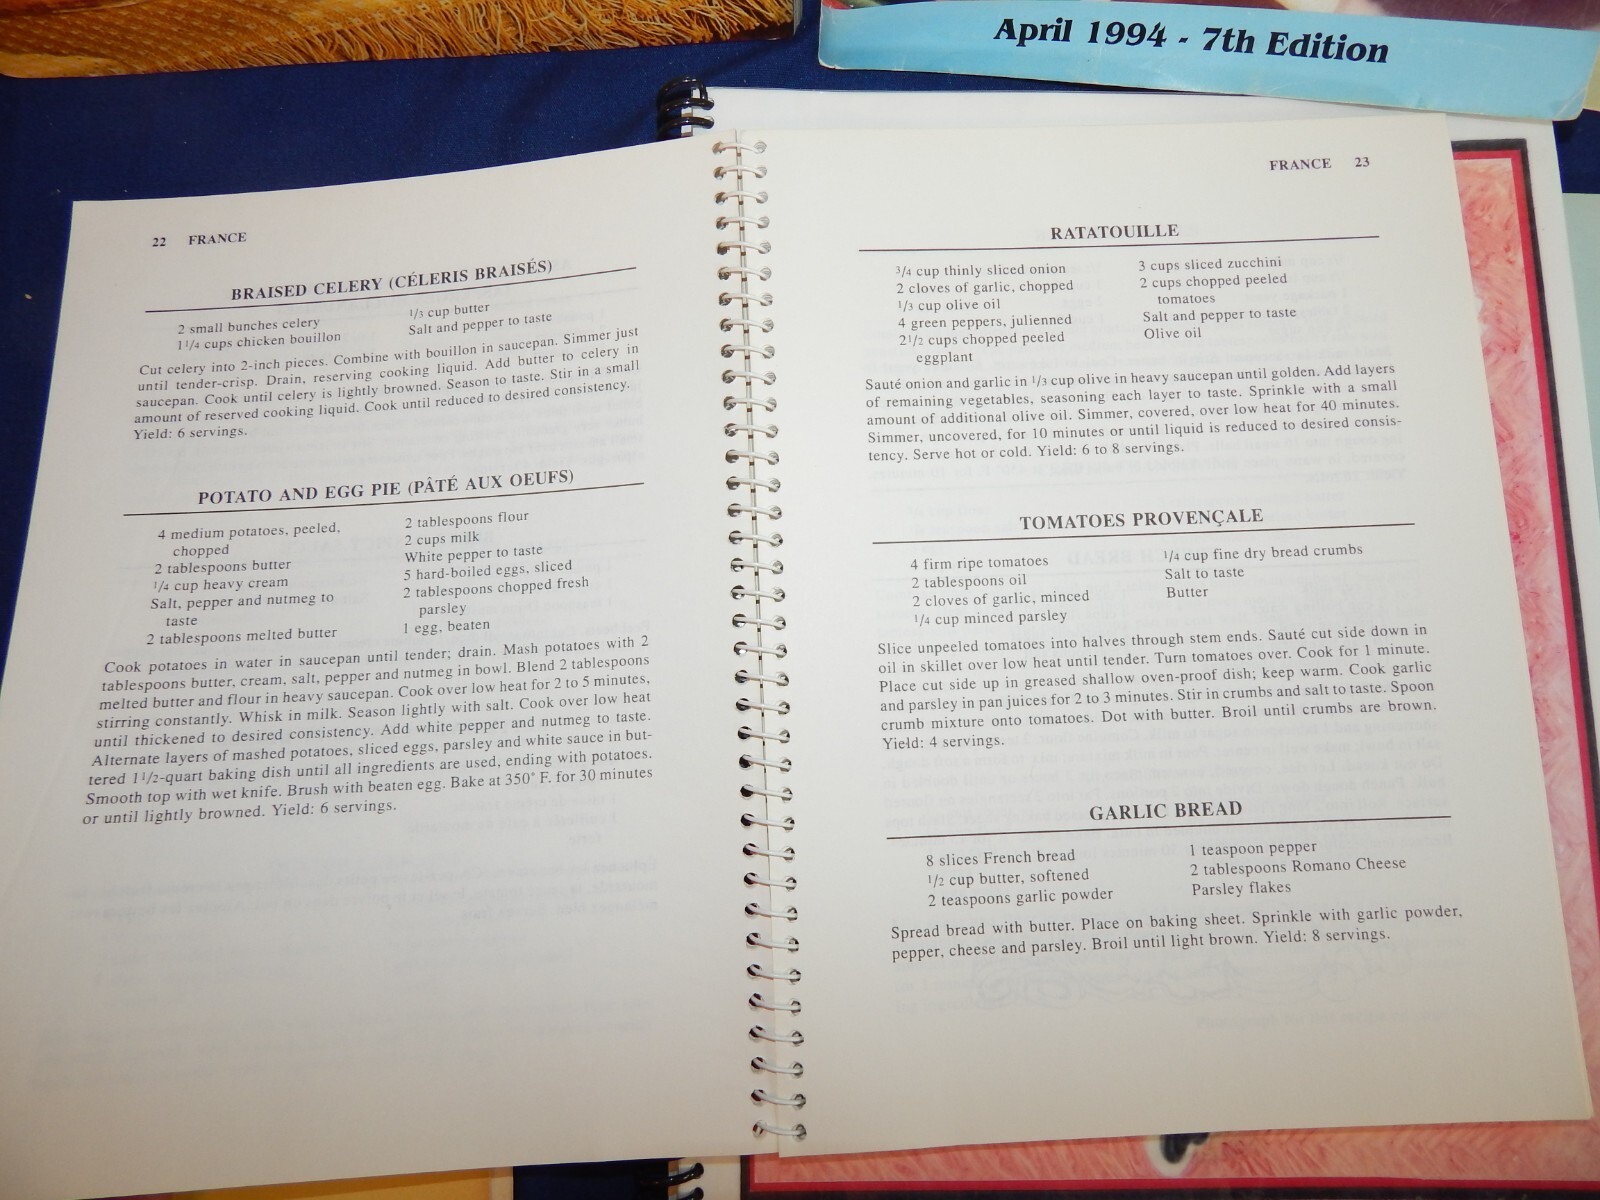 April 1994 - 7th Edition
22 FRANCE
BRAISED CELERY (CÉLERIS BRAISÉS)
2 small bunches celery
1 1/4 cups chicken bouillon
1/3 cup butter
Salt and pepper to taste
Cut celery into 2-inch pieces. Combine with bouillon in saucepan. Simmer just
until tender-crisp. Drain, reserving cooking liquid. Add butter to celery in
saucepan. Cook until celery is lightly browned. Season to taste. Stir in a small
amount of reserved cooking liquid. Cook until reduced to desired consistency.
Yield: 6 servings.
POTATO AND EGG PIE (PÂTÉ AUX OEUFS)
4 medium potatoes, peeled,
chopped
2 tablespoons butter
1/4 cup heavy cream
Salt, pepper and nutmeg to
taste
2 tablespoons melted butter
2 tablespoons flour
2 cups milk
White pepper to taste
5 hard-boiled eggs, sliced
2 tablespoons chopped fresh
parsley
1 egg, beaten
Cook potatoes in water in saucepan until tender; drain. Mash potatoes with 2
tablespoons butter, cream, salt, pepper and nutmeg in bowl. Blend 2 tablespoons
melted butter and flour in heavy saucepan. Cook over low heat for 2 to 5 minutes,
stirring constantly. Whisk in milk. Season lightly with salt. Cook over low heat
until thickened to desired consistency. Add white pepper and nutmeg to taste.
Alternate layers of mashed potatoes, sliced eggs, parsley and white sauce in but-
tered 1 1/2-quart baking dish until all ingredients are used, ending with potatoes.
Smooth top with wet knife. Brush with beaten egg. Bake at 350° F. for 30 minutes
or until lightly browned. Yield: 6 servings.
FRANCE 23
RATATOUILLE
3/4 cup thinly sliced onion
2 cloves of garlic, chopped
1/3 cup olive oil
4 green peppers, julienned
2 1/2 cups chopped peeled
eggplant
3 cups sliced zucchini
2 cups chopped peeled
tomatoes
Salt and pepper to taste
Olive oil
Sauté onion and garlic in 1/3 cup olive in heavy saucepan until golden. Add layers
of remaining vegetables, seasoning each layer to taste. Sprinkle with a small
amount of additional olive oil. Simmer, covered, over low heat for 40 minutes.
Simmer, uncovered, for 10 minutes or until liquid is reduced to desired consis-
tency. Serve hot or cold. Yield: 6 to 8 servings.
TOMATOES PROVENÇALE
4 firm ripe tomatoes
2 tablespoons oil
2 cloves of garlic, minced
1/4 cup minced parsley
1/4 cup fine dry bread crumbs
Salt to taste
Butter
Slice unpeeled tomatoes into halves through stem ends. Sauté cut side down in
oil in skillet over low heat until tender. Turn tomatoes over. Cook for 1 minute.
Place cut side up in greased shallow oven-proof dish; keep warm. Cook garlic
and parsley in pan juices for 2 to 3 minutes. Stir in crumbs and salt to taste. Spoon
crumb mixture onto tomatoes. Dot with butter. Broil until crumbs are brown.
Yield: 4 servings.
GARLIC BREAD
8 slices French bread
1/2 cup butter, softened
2 teaspoons garlic powder
1 teaspoon pepper
2 tablespoons Romano Cheese
Parsley flakes
Spread bread with butter. Place on baking sheet. Sprinkle with garlic powder,
pepper, cheese and parsley. Broil until light brown. Yield: 8 servings.